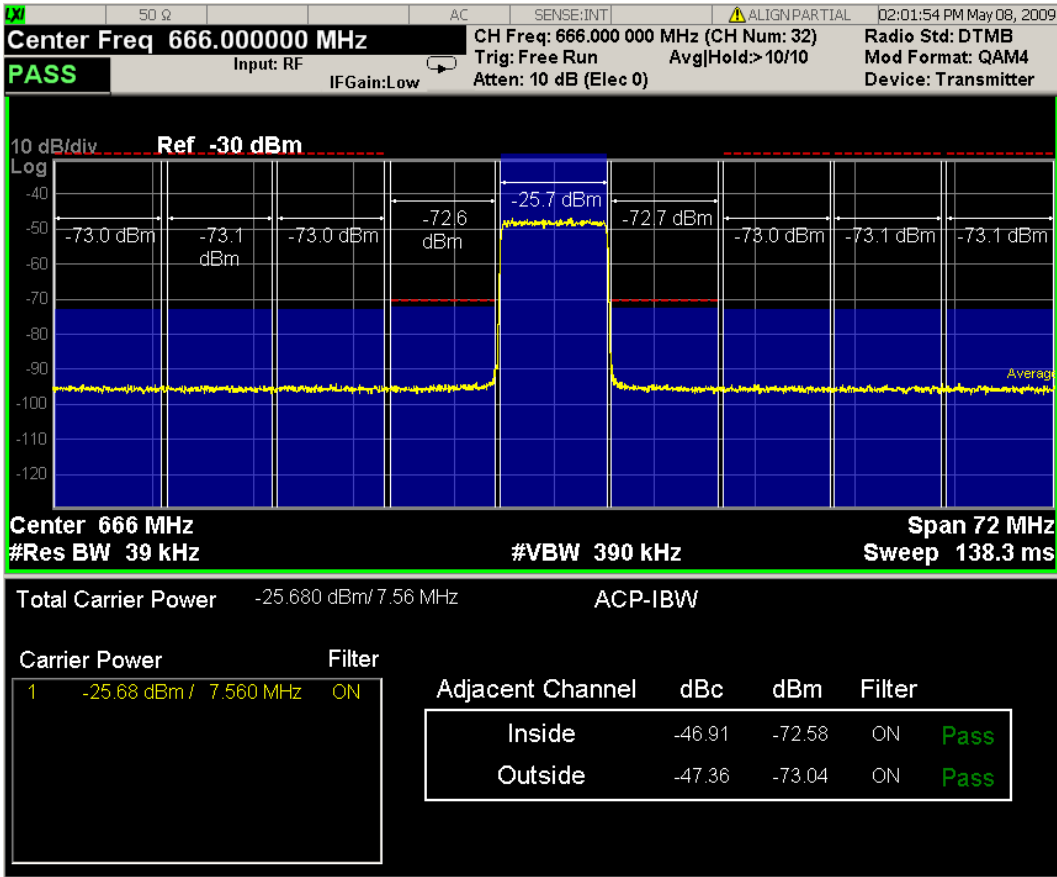 LXI 50 Ω AC SENSE:INT ALIGN PARTIAL 02:01:54 PM May 08, 2009
Center Freq 666.000000 MHz CH Freq: 666.000 000 MHz (CH Num: 32) Radio Std: DTMB
PASS Input: RF Trig: Free Run Avg|Hold:>10/10 Mod Format: QAM4
IFGain:Low Atten: 10 dB (Elec 0) Device: Transmitter
10 dB/div Ref -30 dBm
Log
-40
-50
-60
-70
-80
-90
-100
-110
-120
-73.0 dBm
-73.1
dBm
-73.0 dBm
-72.6
dBm
-25.7 dBm
-72.7 dBm
-73.0 dBm
-73.1 dBm
-73.1 dBm
Average
Center 666 MHz Span 72 MHz
#Res BW 39 kHz #VBW 390 kHz Sweep 138.3 ms
Total Carrier Power -25.680 dBm/ 7.56 MHz ACP-IBW
Carrier Power Filter
1 -25.68 dBm / 7.560 MHz ON
Adjacent Channel dBc dBm Filter
Inside -46.91 -72.58 ON Pass
Outside -47.36 -73.04 ON Pass